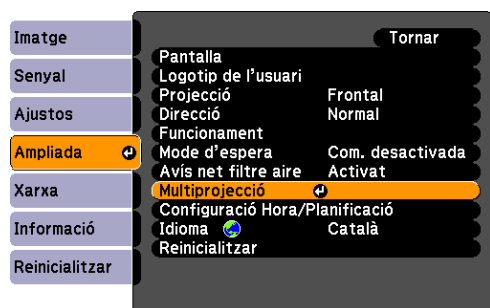 Imatge
Senyal
Ajustos
Ampliada
Xarxa
Informació
Reinicialitzar
Tornar
Pantalla
Logotip de l'usuari
Projecció Frontal
Direcció Normal
Funcionament
Mode d'espera Com. desactivada
Avís net filtre aire Activat
Multiprojecció
Configuració Hora/Planificació
Idioma Català
Reinicialitzar